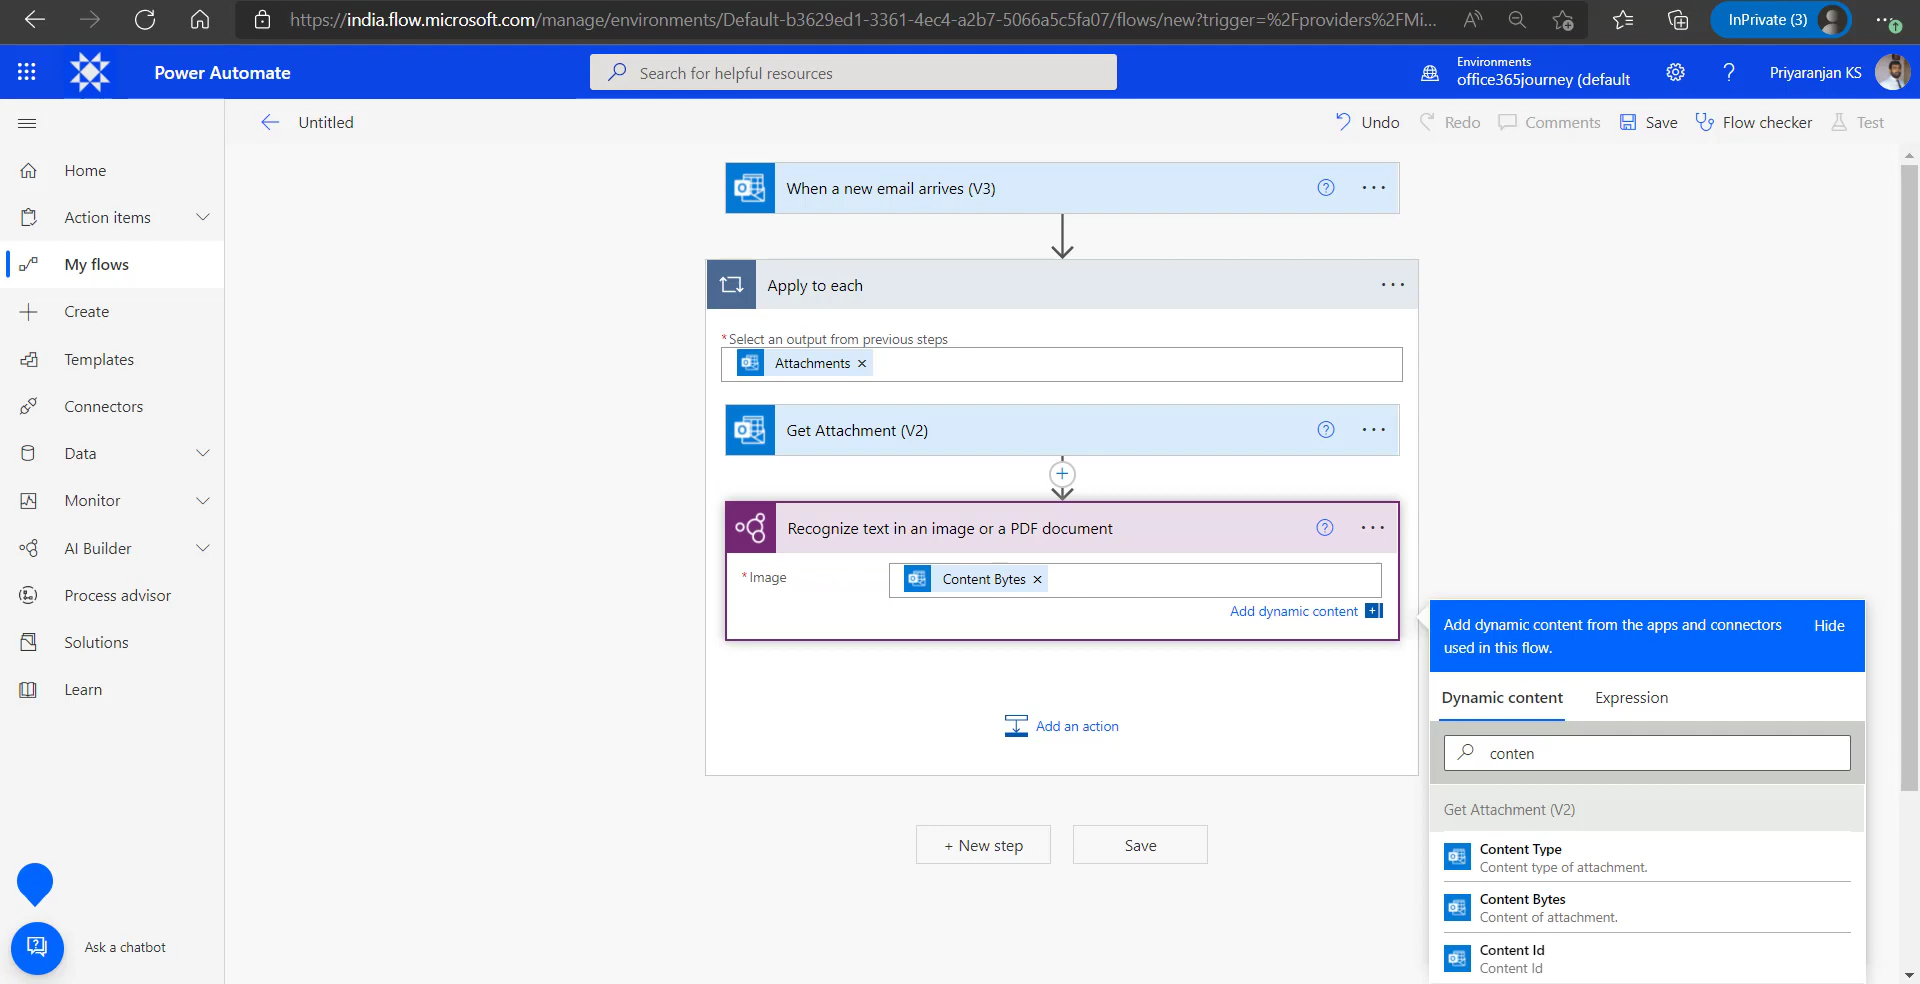 https://india.flow.microsoft.com/manage/environments/Default-b3629ed1-3361-4ec4-a2b7-5066a5c5fa07/flows/new?trigger=%2Fproviders%2FMi...
InPrivate (3)
Power Automate
Search for helpful resources
Environments
office365journey (default
?
Priyaranjan KS
Untitled
Undo
Redo
Comments
Save
Flow checker
Test
Home
Action items
My flows
Create
Templates
Connectors
Data
Monitor
AI Builder
Process advisor
Solutions
Learn
Ask a chatbot
When a new email arrives (V3)
Apply to each
* Select an output from previous steps
Attachments ×
Get Attachment (V2)
Recognize text in an image or a PDF document
* Image
Content Bytes ×
Add dynamic content
Add an action
+ New step
Save
Add dynamic content from the apps and connectors
used in this flow.
Hide
Dynamic content
Expression
conten
Get Attachment (V2)
Content Type
Content type of attachment.
Content Bytes
Content of attachment.
Content Id
Content Id